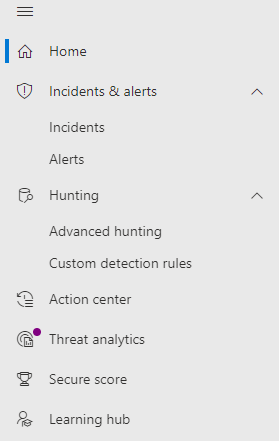 Home
Incidents & alerts
Incidents
Alerts
Hunting
Advanced hunting
Custom detection rules
Action center
Threat analytics
Secure score
Learning hub